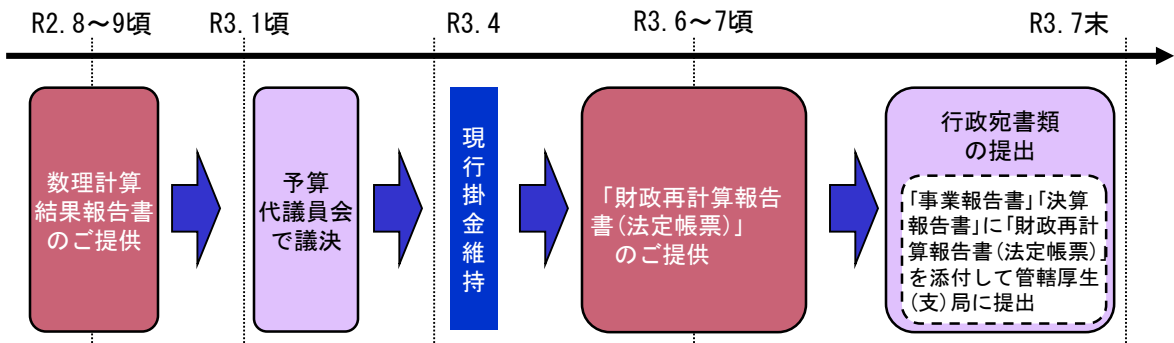 R2.8～9頃
R3.1頃
R3.4
R3.6～7頃
R3.7末
数理計算
結果報告書
のご提供
予算
代議員会
で議決
現行掛金維持
「財政再計算報告
書(法定帳票)」
のご提供
行政宛書類
の提出
「事業報告書」「決算
報告書」に「財政再計
算報告書(法定帳票)」
を添付して管轄厚生
(支)局に提出